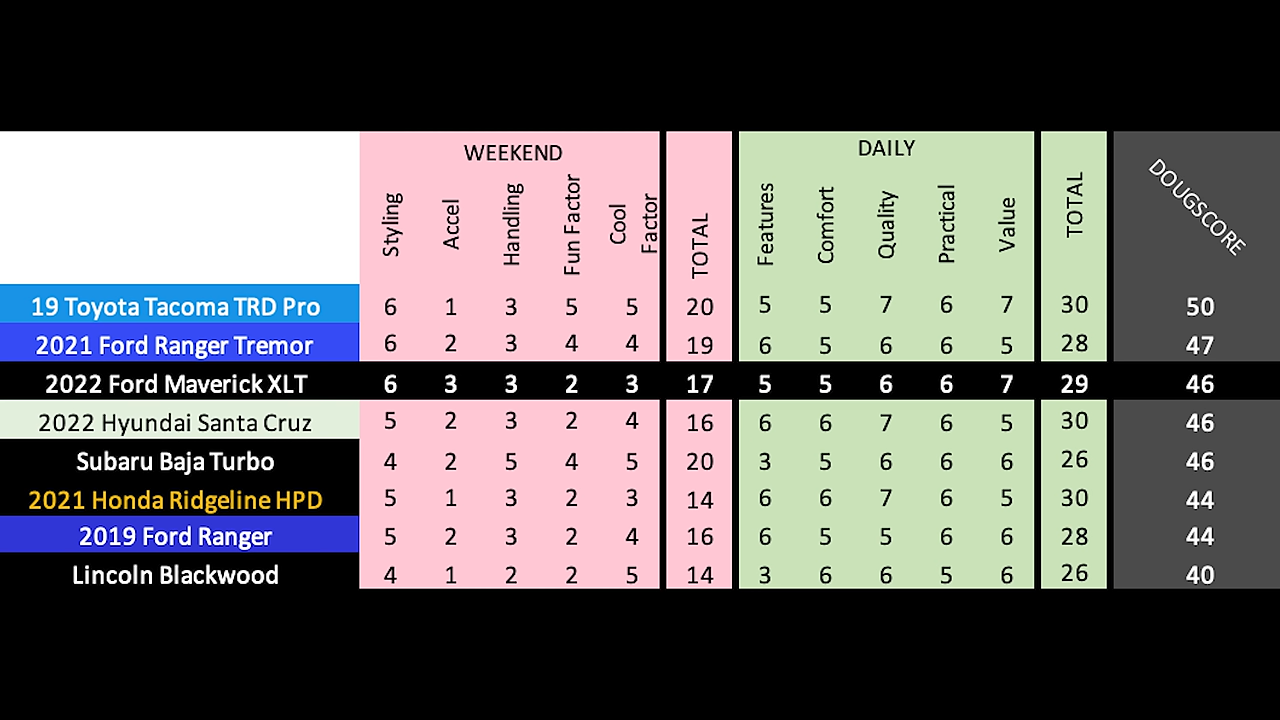 WEEKEND DAILY
Styling Accel Handling Fun Factor Cool Factor TOTAL Features Comfort Quality Practical Value TOTAL DOUGSCORE
19 Toyota Tacoma TRD Pro 6 1 3 5 5 20 5 5 7 6 7 30 50
2021 Ford Ranger Tremor 6 2 3 4 4 19 6 5 6 6 5 28 47
2022 Ford Maverick XLT 6 3 3 2 3 17 5 5 6 6 7 29 46
2022 Hyundai Santa Cruz 5 2 3 2 4 16 6 6 7 6 5 30 46
Subaru Baja Turbo 4 2 5 4 5 20 3 5 6 6 6 26 46
2021 Honda Ridgeline HPD 5 1 3 2 3 14 6 6 7 6 5 30 44
2019 Ford Ranger 5 2 3 2 4 16 6 5 5 6 6 28 44
Lincoln Blackwood 4 1 2 2 5 14 3 6 6 5 6 26 40